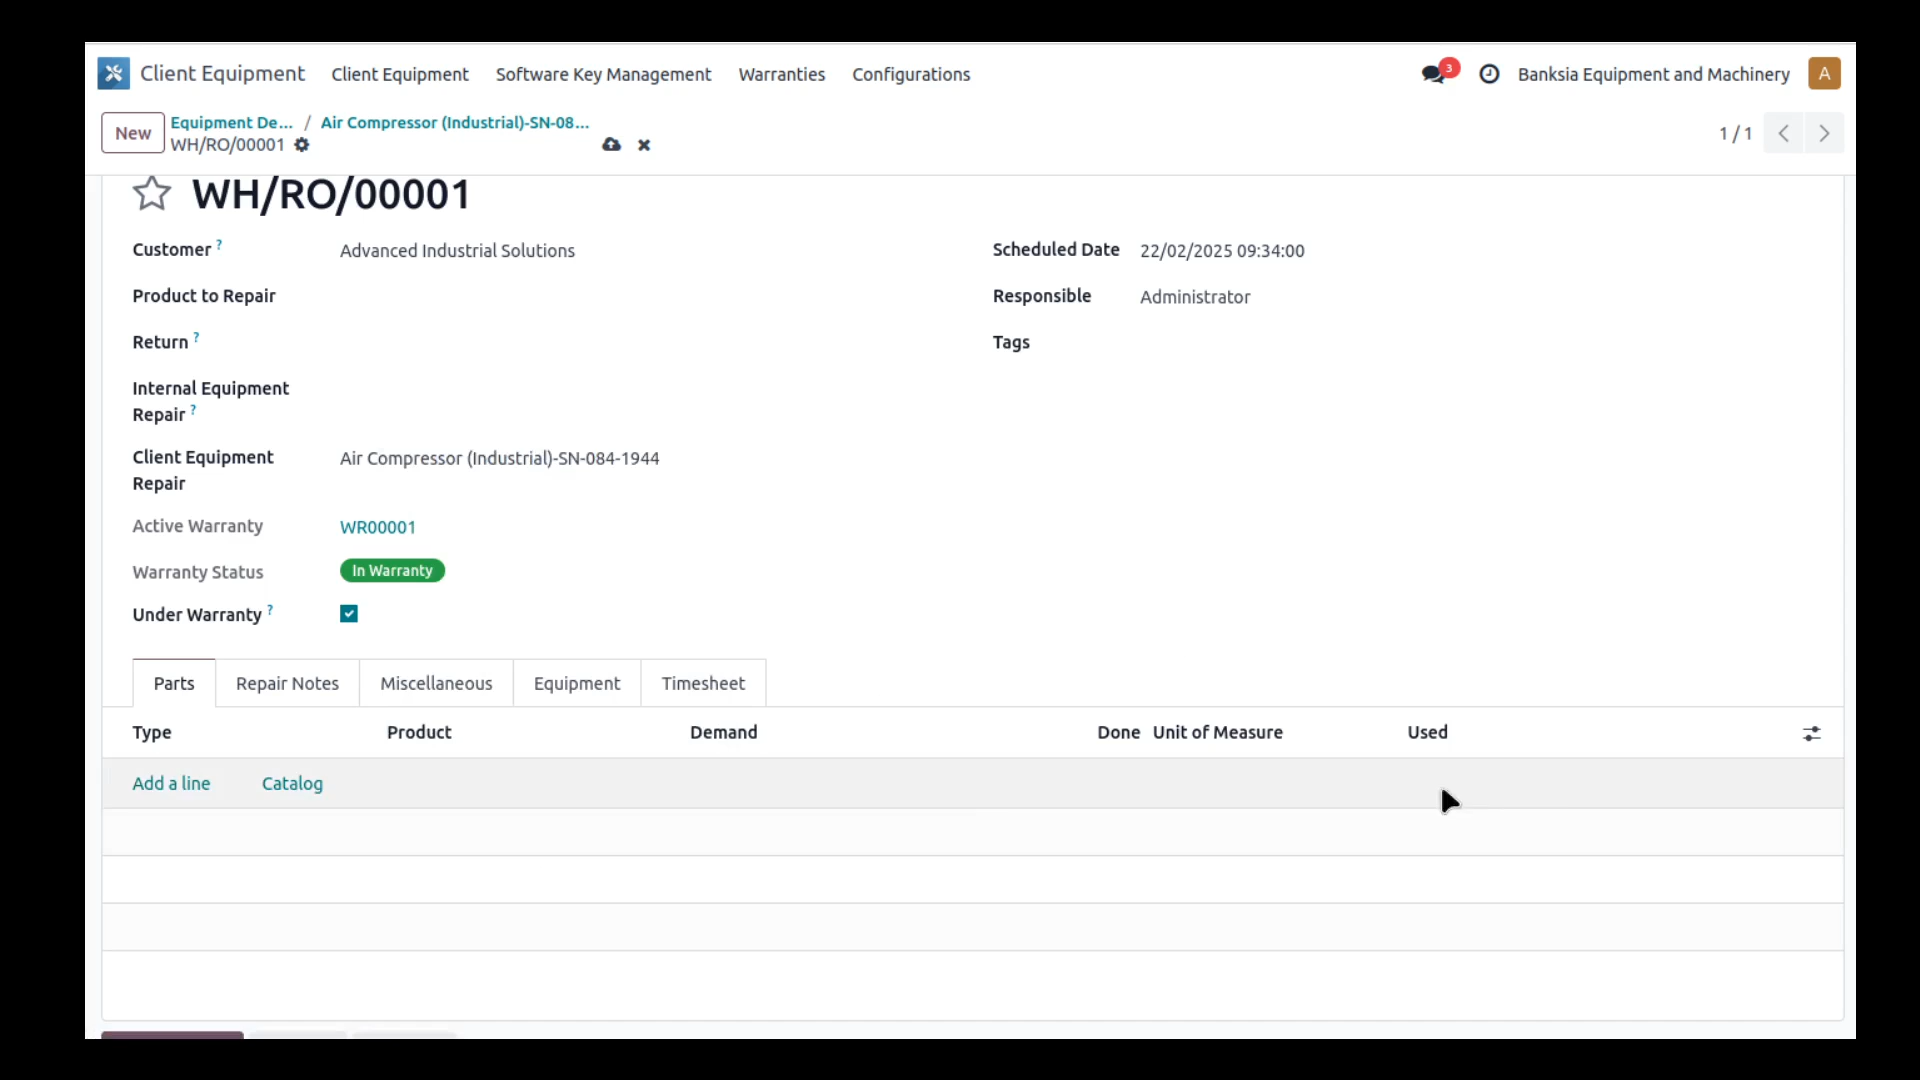 Client Equipment Client Equipment Software Key Management Warranties Configurations 3 Banksia Equipment and Machinery A
New Equipment De... / Air Compressor (Industrial)-SN-08...
WH/RO/00001 1 / 1
WH/RO/00001
Customer ? Advanced Industrial Solutions Scheduled Date 22/02/2025 09:34:00
Product to Repair Responsible Administrator
Return ? Tags
Internal Equipment
Repair ?
Client Equipment Air Compressor (Industrial)-SN-084-1944
Repair
Active Warranty WR00001
Warranty Status In Warranty
Under Warranty ?
Parts Repair Notes Miscellaneous Equipment Timesheet
Type Product Demand Done Unit of Measure Used
Add a line Catalog